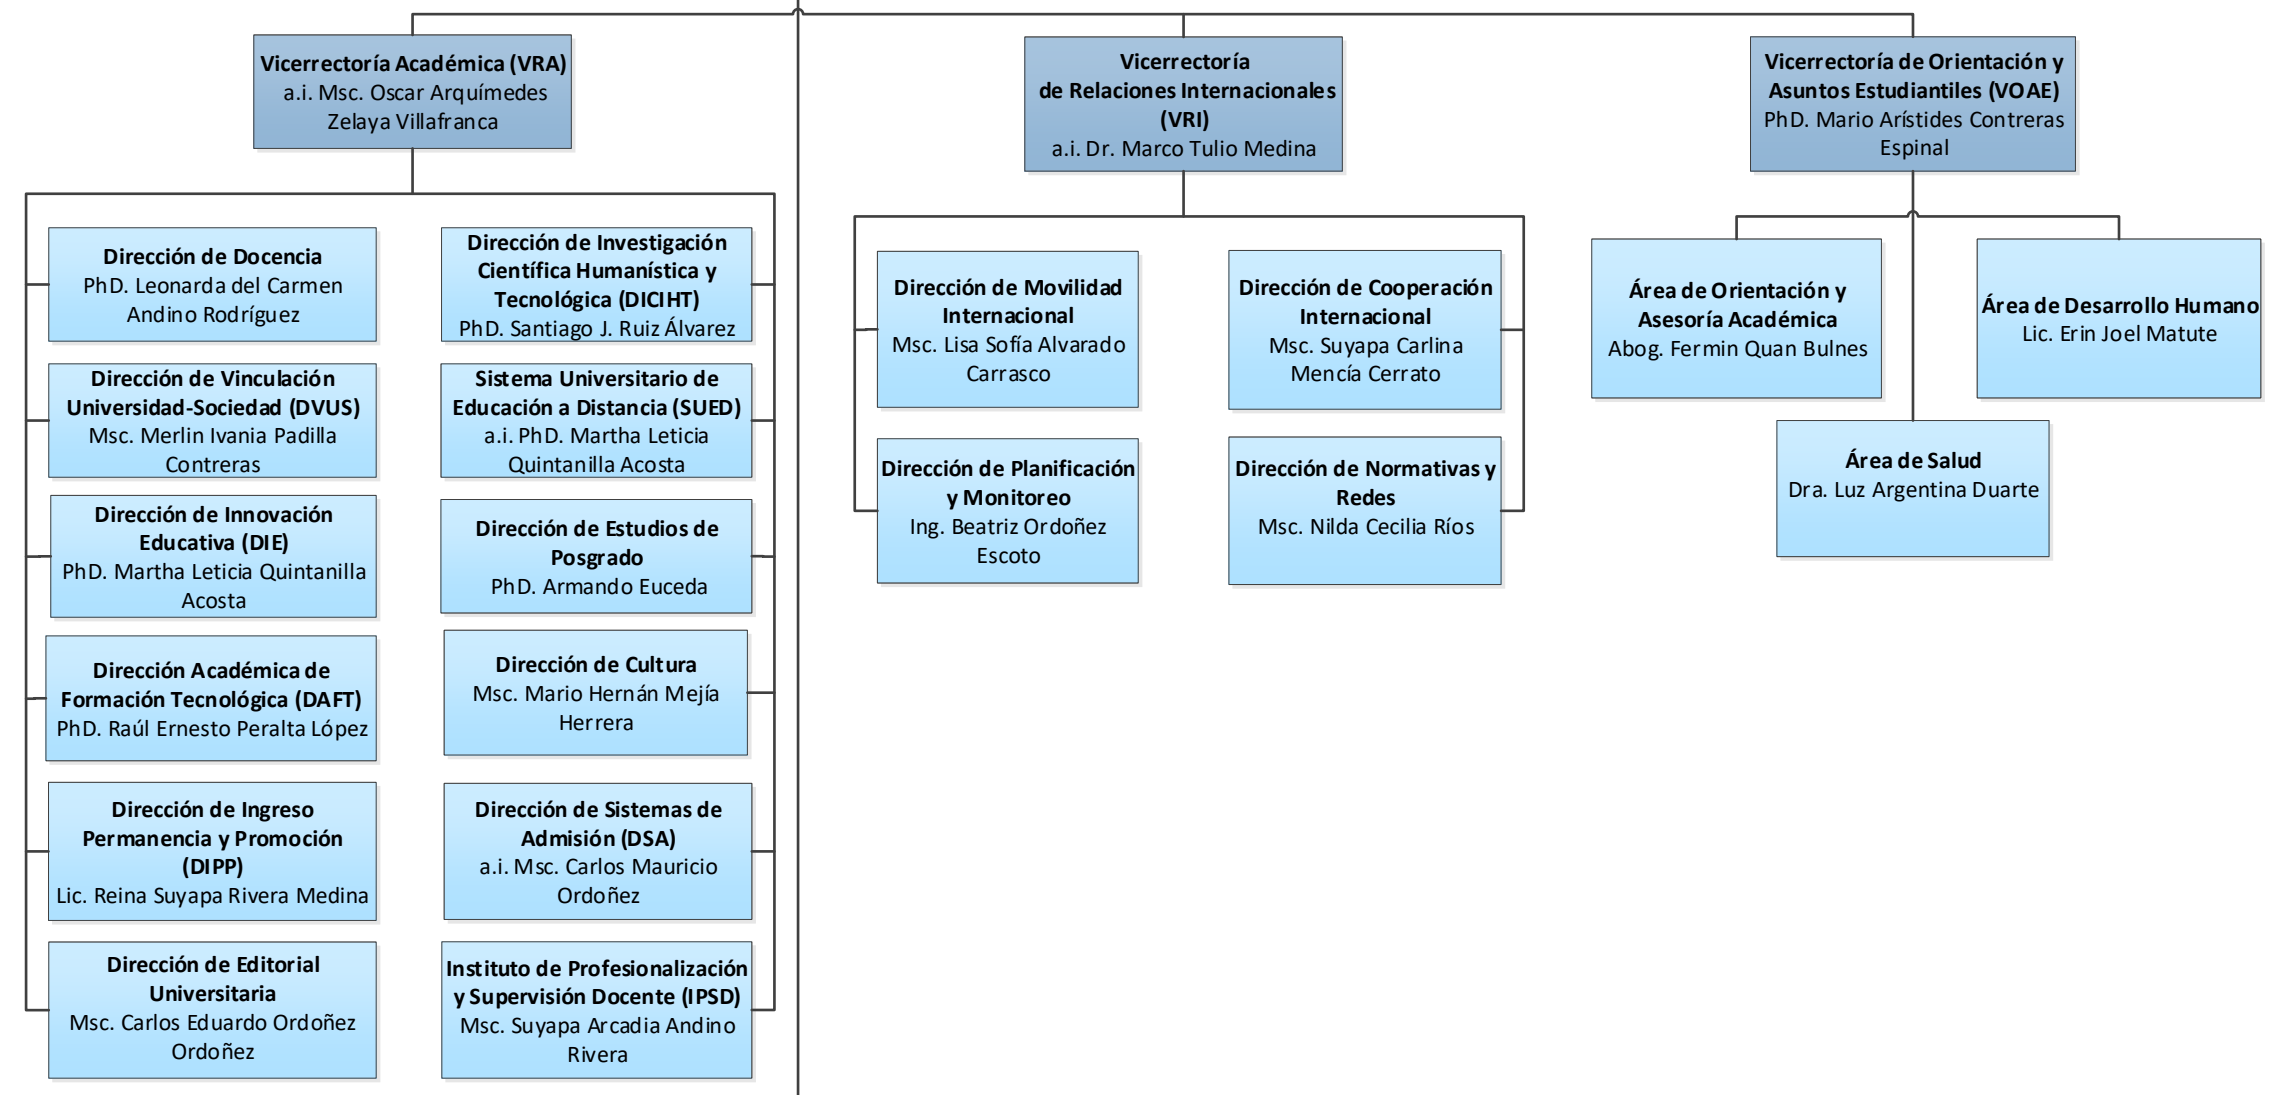 Vicerrectoría Académica (VRA)
a.i. Msc. Oscar Arquímedes
Zelaya Villafranca
Vicerrectoría
de Relaciones Internacionales
(VRI)
a.i. Dr. Marco Tulio Medina
Vicerrectoría de Orientación y
Asuntos Estudiantiles (VOAE)
PhD. Mario Arístides Contreras
Espinal
Dirección de Docencia
PhD. Leonarda del Carmen
Andino Rodríguez
Dirección de Investigación
Científica Humanística y
Tecnológica (DICIHT)
PhD. Santiago J. Ruiz Álvarez
Dirección de Vinculación
Universidad-Sociedad (DVUS)
Msc. Merlin Ivania Padilla
Contreras
Sistema Universitario de
Educación a Distancia (SUED)
a.i. PhD. Martha Leticia
Quintanilla Acosta
Dirección de Innovación
Educativa (DIE)
PhD. Martha Leticia Quintanilla
Acosta
Dirección de Estudios de
Posgrado
PhD. Armando Euceda
Dirección Académica de
Formación Tecnológica (DAFT)
PhD. Raúl Ernesto Peralta López
Dirección de Cultura
Msc. Mario Hernán Mejía
Herrera
Dirección de Ingreso
Permanencia y Promoción
(DIPP)
Lic. Reina Suyapa Rivera Medina
Dirección de Sistemas de
Admisión (DSA)
a.i. Msc. Carlos Mauricio
Ordoñez
Dirección de Editorial
Universitaria
Msc. Carlos Eduardo Ordoñez
Ordoñez
Instituto de Profesionalización
y Supervisión Docente (IPSD)
Msc. Suyapa Arcadia Andino
Rivera
Dirección de Movilidad
Internacional
Msc. Lisa Sofía Alvarado
Carrasco
Dirección de Cooperación
Internacional
Msc. Suyapa Carlina
Mencía Cerrato
Dirección de Planificación
y Monitoreo
Ing. Beatriz Ordoñez
Escoto
Dirección de Normativas y
Redes
Msc. Nilda Cecilia Ríos
Área de Orientación y
Asesoría Académica
Abog. Fermin Quan Bulnes
Área de Desarrollo Humano
Lic. Erin Joel Matute
Área de Salud
Dra. Luz Argentina Duarte